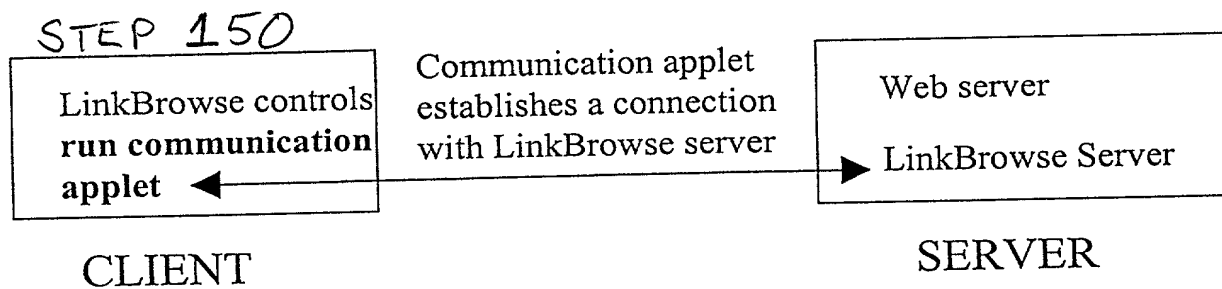 STEP 150
LinkBrowse controls
run communication
applet
Communication applet
establishes a connection
with LinkBrowse server
Web server
LinkBrowse Server
CLIENT
SERVER